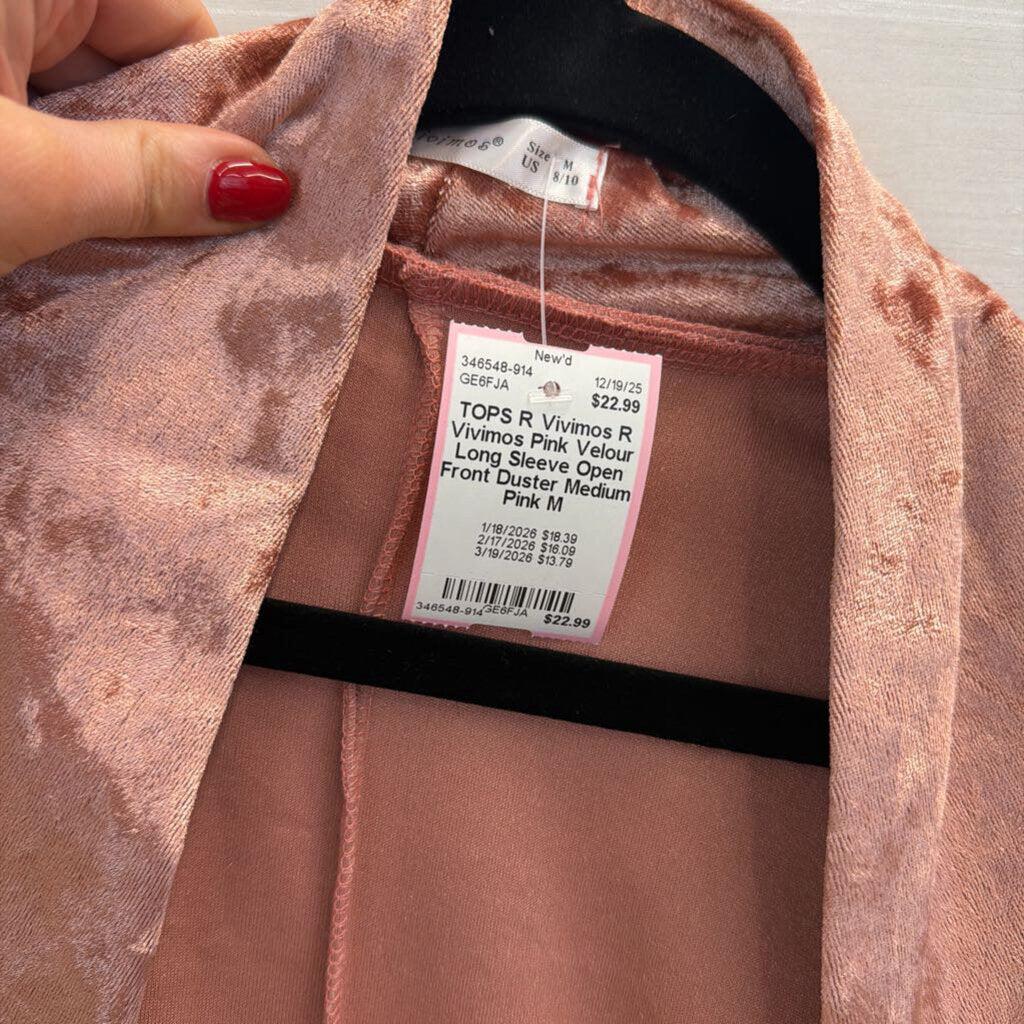 Size M
US 8/10
New'd
346548-914 12/19/25
GE6FJA $22.99
TOPS R Vivimos R
Vivimos Pink Velour
Long Sleeve Open
Front Duster Medium
Pink M
1/18/2026 $18.39
2/17/2026 $16.09
3/19/2026 $13.79
346548-914 GE6FJA $22.99